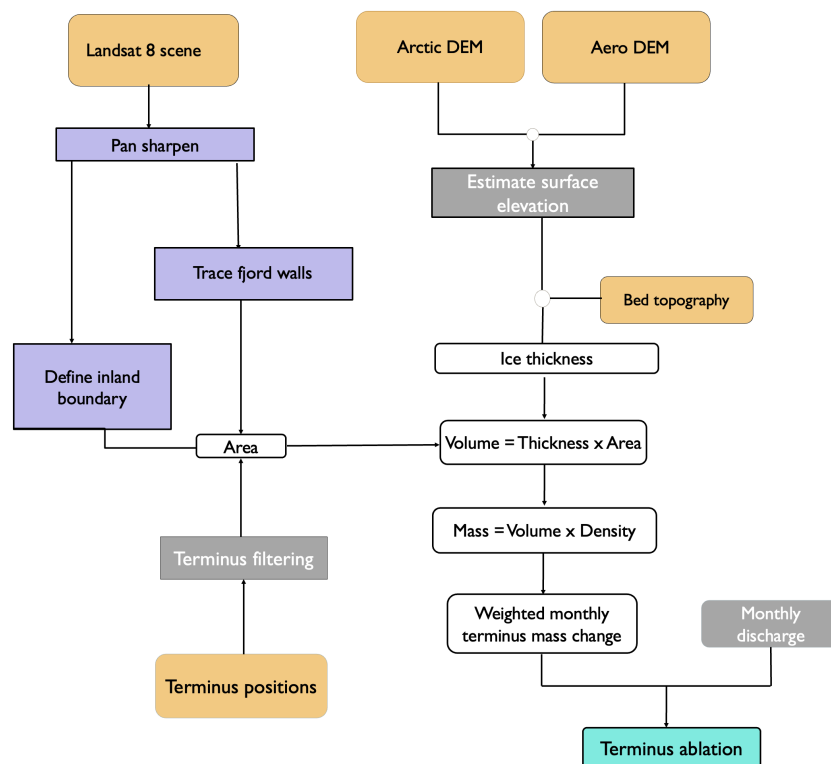 Landsat 8 scene
Arctic DEM
Aero DEM
Pan sharpen
Estimate surface
elevation
Trace fjord walls
Bed topography
Ice thickness
Define inland
boundary
Area
Volume = Thickness x Area
Mass = Volume x Density
Terminus filtering
Weighted monthly
terminus mass change
Monthly
discharge
Terminus positions
Terminus ablation